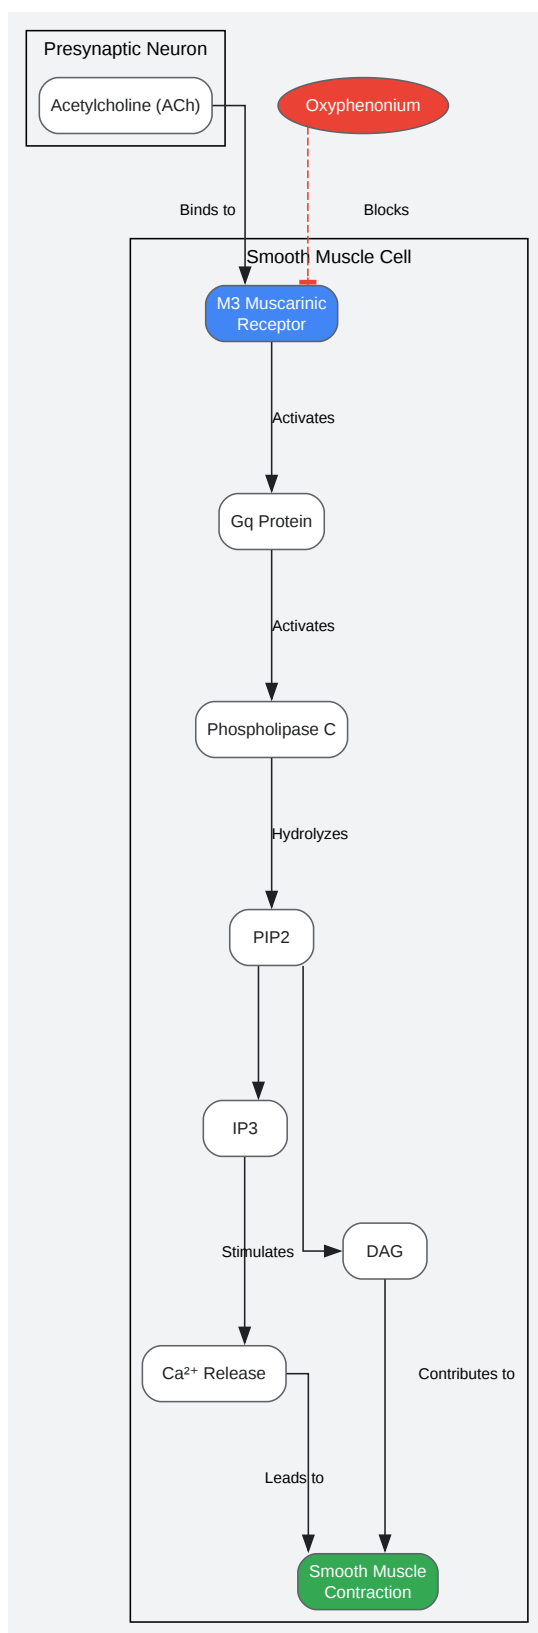 Presynaptic Neuron
Acetylcholine (ACh)
Oxyphenonium
Binds to
Blocks
Smooth Muscle Cell
M3 Muscarinic
Receptor
Activates
Gq Protein
Activates
Phospholipase C
Hydrolyzes
PIP2
IP3
Stimulates
DAG
Ca²⁺ Release
Contributes to
Leads to
Smooth Muscle
Contraction